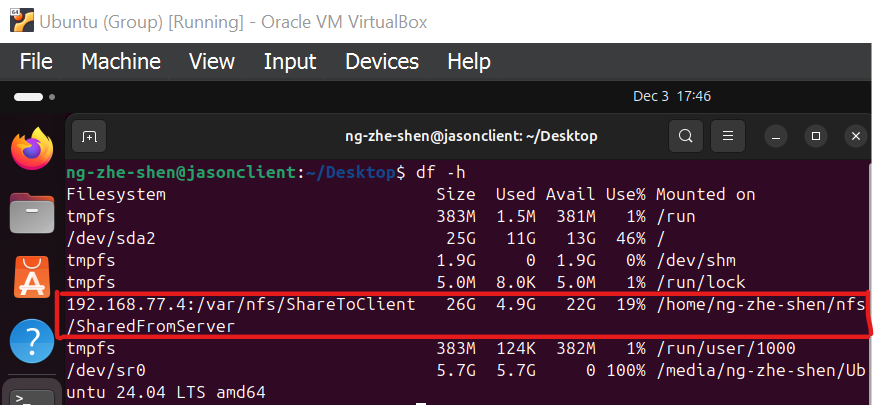 64
Ubuntu (Group) [Running] - Oracle VM VirtualBox
File Machine View Input Devices Help
Dec 3 17:46
ng-zhe-shen@jasonclient: ~/Desktop
ng-zhe-shen@jasonclient:~/Desktop$ df -h
Filesystem Size Used Avail Use% Mounted on
tmpfs 383M 1.5M 381M 1% /run
/dev/sda2 25G 11G 13G 46% /
tmpfs 1.9G 0 1.9G 0% /dev/shm
tmpfs 5.0M 8.0K 5.0M 1% /run/lock
192.168.77.4:/var/nfs/ShareToClient 26G 4.9G 22G 19% /home/ng-zhe-shen/nfs
/SharedFromServer
tmpfs 383M 124K 382M 1% /run/user/1000
/dev/sr0 5.7G 5.7G 0 100% /media/ng-zhe-shen/Ub
untu 24.04 LTS amd64